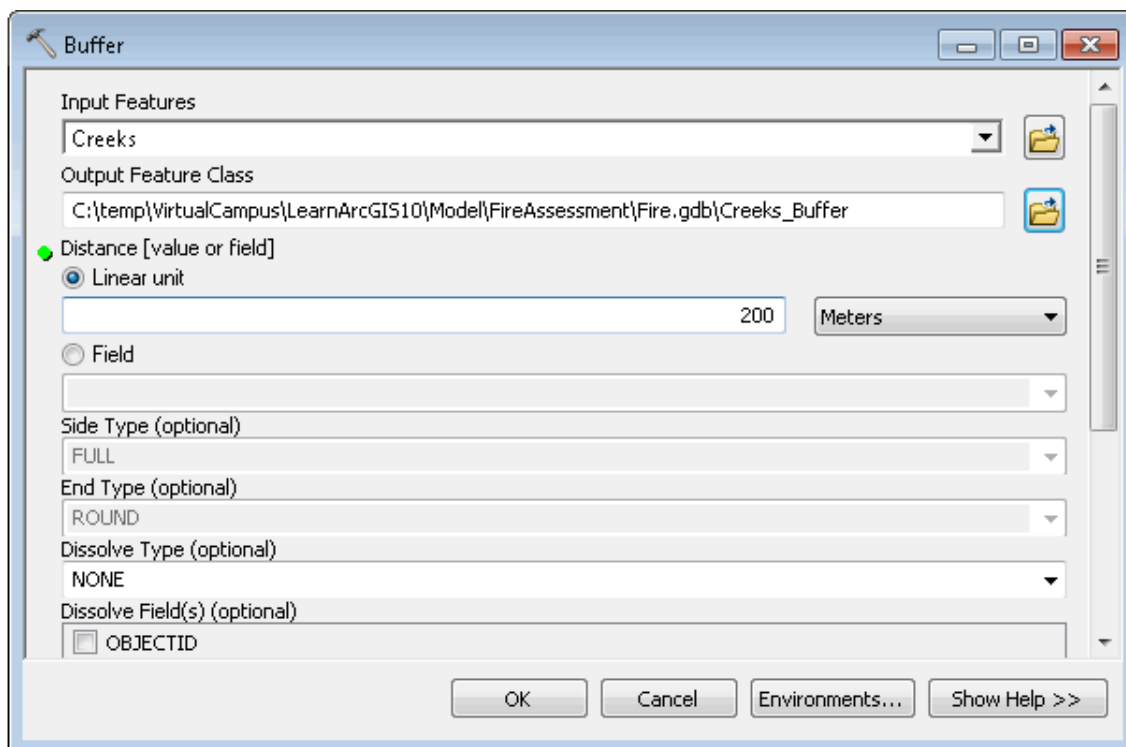 Buffer
Input Features
Creeks
Output Feature Class
C:\temp\VirtualCampus\LearnArcGIS10\Model\FireAssessment\Fire.gdb\Creeks_Buffer
Distance [value or field]
Linear unit
200 Meters
Field
Side Type (optional)
FULL
End Type (optional)
ROUND
Dissolve Type (optional)
NONE
Dissolve Field(s) (optional)
OBJECTID
OK Cancel Environments... Show Help >>